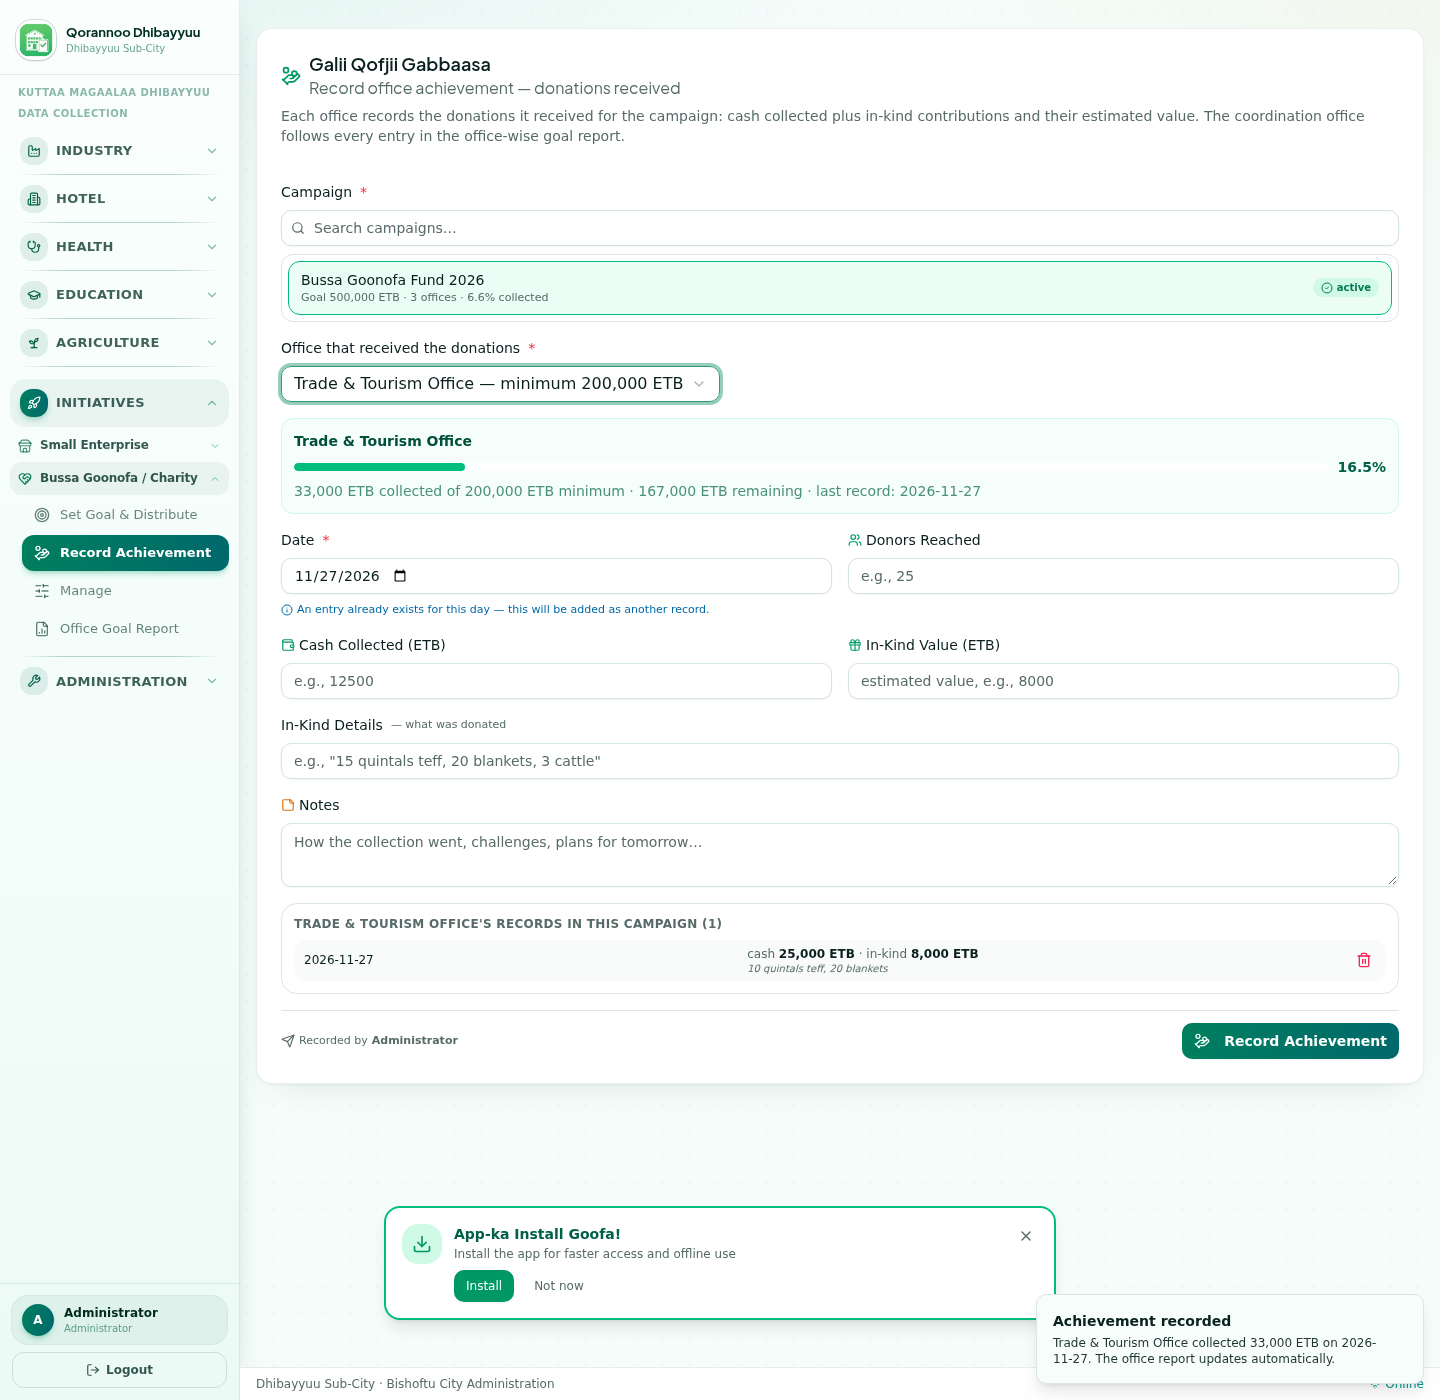 Qorannoo Dhibayyuu
Dhibayyuu Sub-City
KUTTAA MAGAALAA DHIBAYYUU
DATA COLLECTION
INDUSTRY
HOTEL
HEALTH
EDUCATION
AGRICULTURE
INITIATIVES
Small Enterprise
Bussa Goonofa / Charity
Set Goal & Distribute
Record Achievement
Manage
Office Goal Report
ADMINISTRATION
A
Administrator
Administrator
Logout
Galii Qofjii Gabbaasa
Record office achievement — donations received
Each office records the donations it received for the campaign: cash collected plus in-kind contributions and their estimated value. The coordination office
follows every entry in the office-wise goal report.
Campaign *
Search campaigns...
Bussa Goonofa Fund 2026
Goal 500,000 ETB · 3 offices · 6.6% collected
active
Office that received the donations *
Trade & Tourism Office — minimum 200,000 ETB
Trade & Tourism Office
16.5%
33,000 ETB collected of 200,000 ETB minimum · 167,000 ETB remaining · last record: 2026-11-27
Date *
11/27/2026
An entry already exists for this day — this will be added as another record.
Donors Reached
e.g., 25
Cash Collected (ETB)
e.g., 12500
In-Kind Value (ETB)
estimated value, e.g., 8000
In-Kind Details — what was donated
e.g., "15 quintals teff, 20 blankets, 3 cattle"
Notes
How the collection went, challenges, plans for tomorrow...
TRADE & TOURISM OFFICE'S RECORDS IN THIS CAMPAIGN (1)
2026-11-27
cash 25,000 ETB · in-kind 8,000 ETB
10 quintals teff, 20 blankets
Recorded by Administrator
Record Achievement
App-ka Install Goofa!
Install the app for faster access and offline use
Install
Not now
Achievement recorded
Trade & Tourism Office collected 33,000 ETB on 2026-
11-27. The office report updates automatically.
Dhibayyuu Sub-City · Bishoftu City Administration
Online